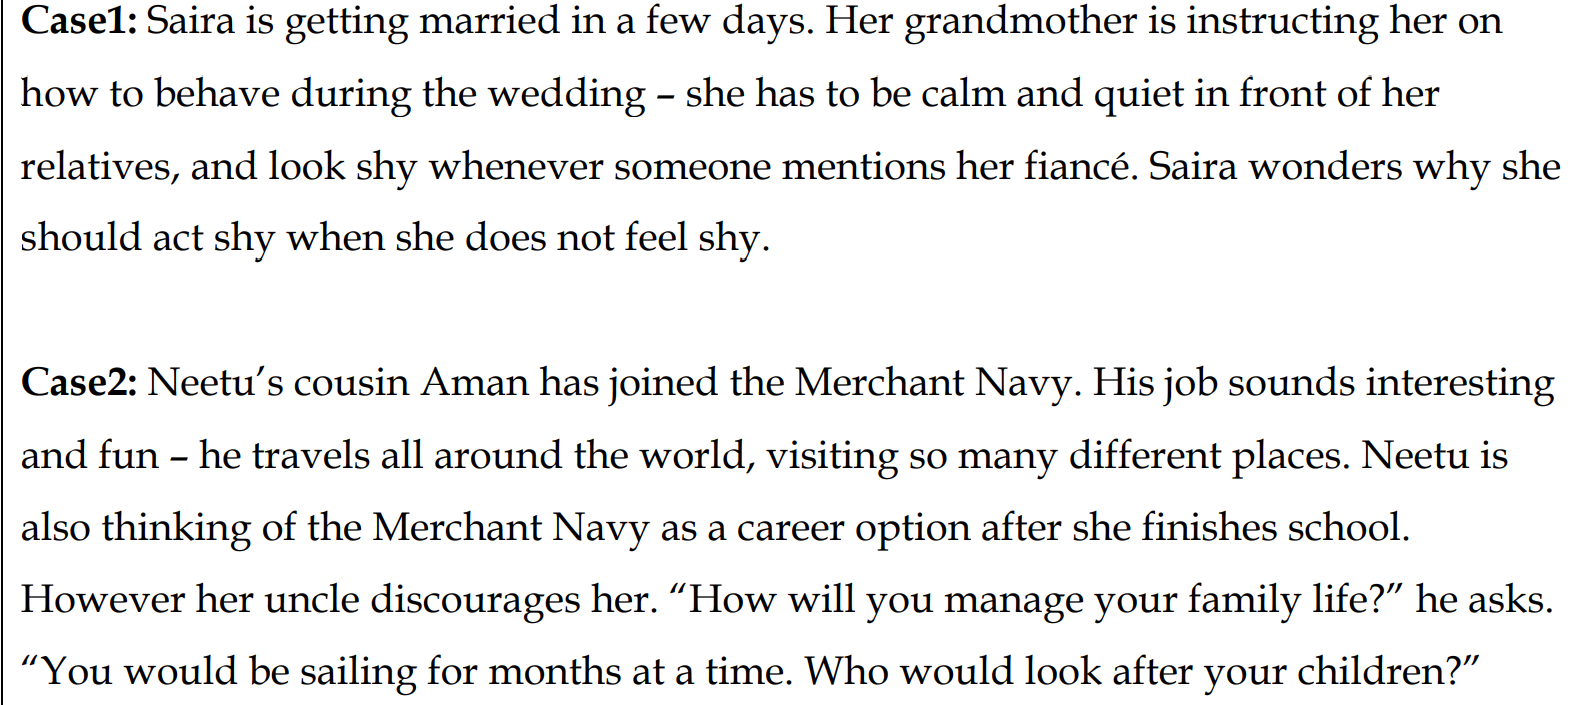 Case1: Saira is getting married in a few days. Her grandmother is instructing her on
how to behave during the wedding – she has to be calm and quiet in front of her
relatives, and look shy whenever someone mentions her fiancé. Saira wonders why she
should act shy when she does not feel shy.
Case2: Neetu’s cousin Aman has joined the Merchant Navy. His job sounds interesting
and fun – he travels all around the world, visiting so many different places. Neetu is
also thinking of the Merchant Navy as a career option after she finishes school.
However her uncle discourages her. “How will you manage your family life?” he asks.
“You would be sailing for months at a time. Who would look after your children?”